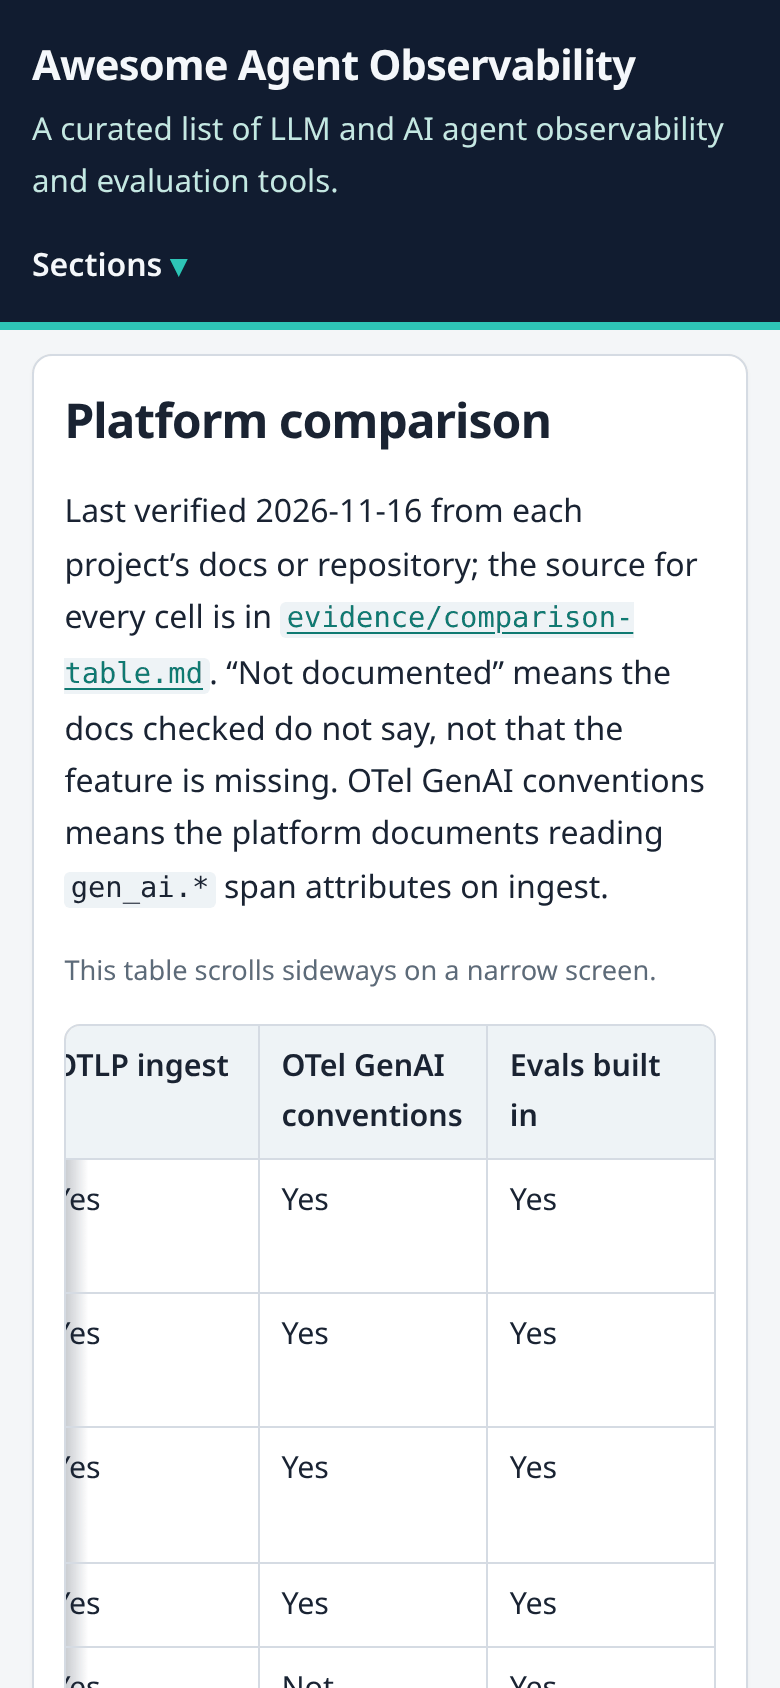 Awesome Agent Observability
A curated list of LLM and AI agent observability
and evaluation tools.
Sections ▼
Platform comparison
Last verified 2026-11-16 from each
project’s docs or repository; the source for
every cell is in evidence/comparison-
table.md. “Not documented” means the
docs checked do not say, not that the
feature is missing. OTel GenAI conventions
means the platform documents reading
gen_ai.* span attributes on ingest.
This table scrolls sideways on a narrow screen.
OTLP ingest
OTel GenAI
conventions
Evals built
in
Yes
Yes
Yes
Yes
Yes
Yes
Yes
Yes
Yes
Yes
Yes
Yes
Yes
Not
Yes